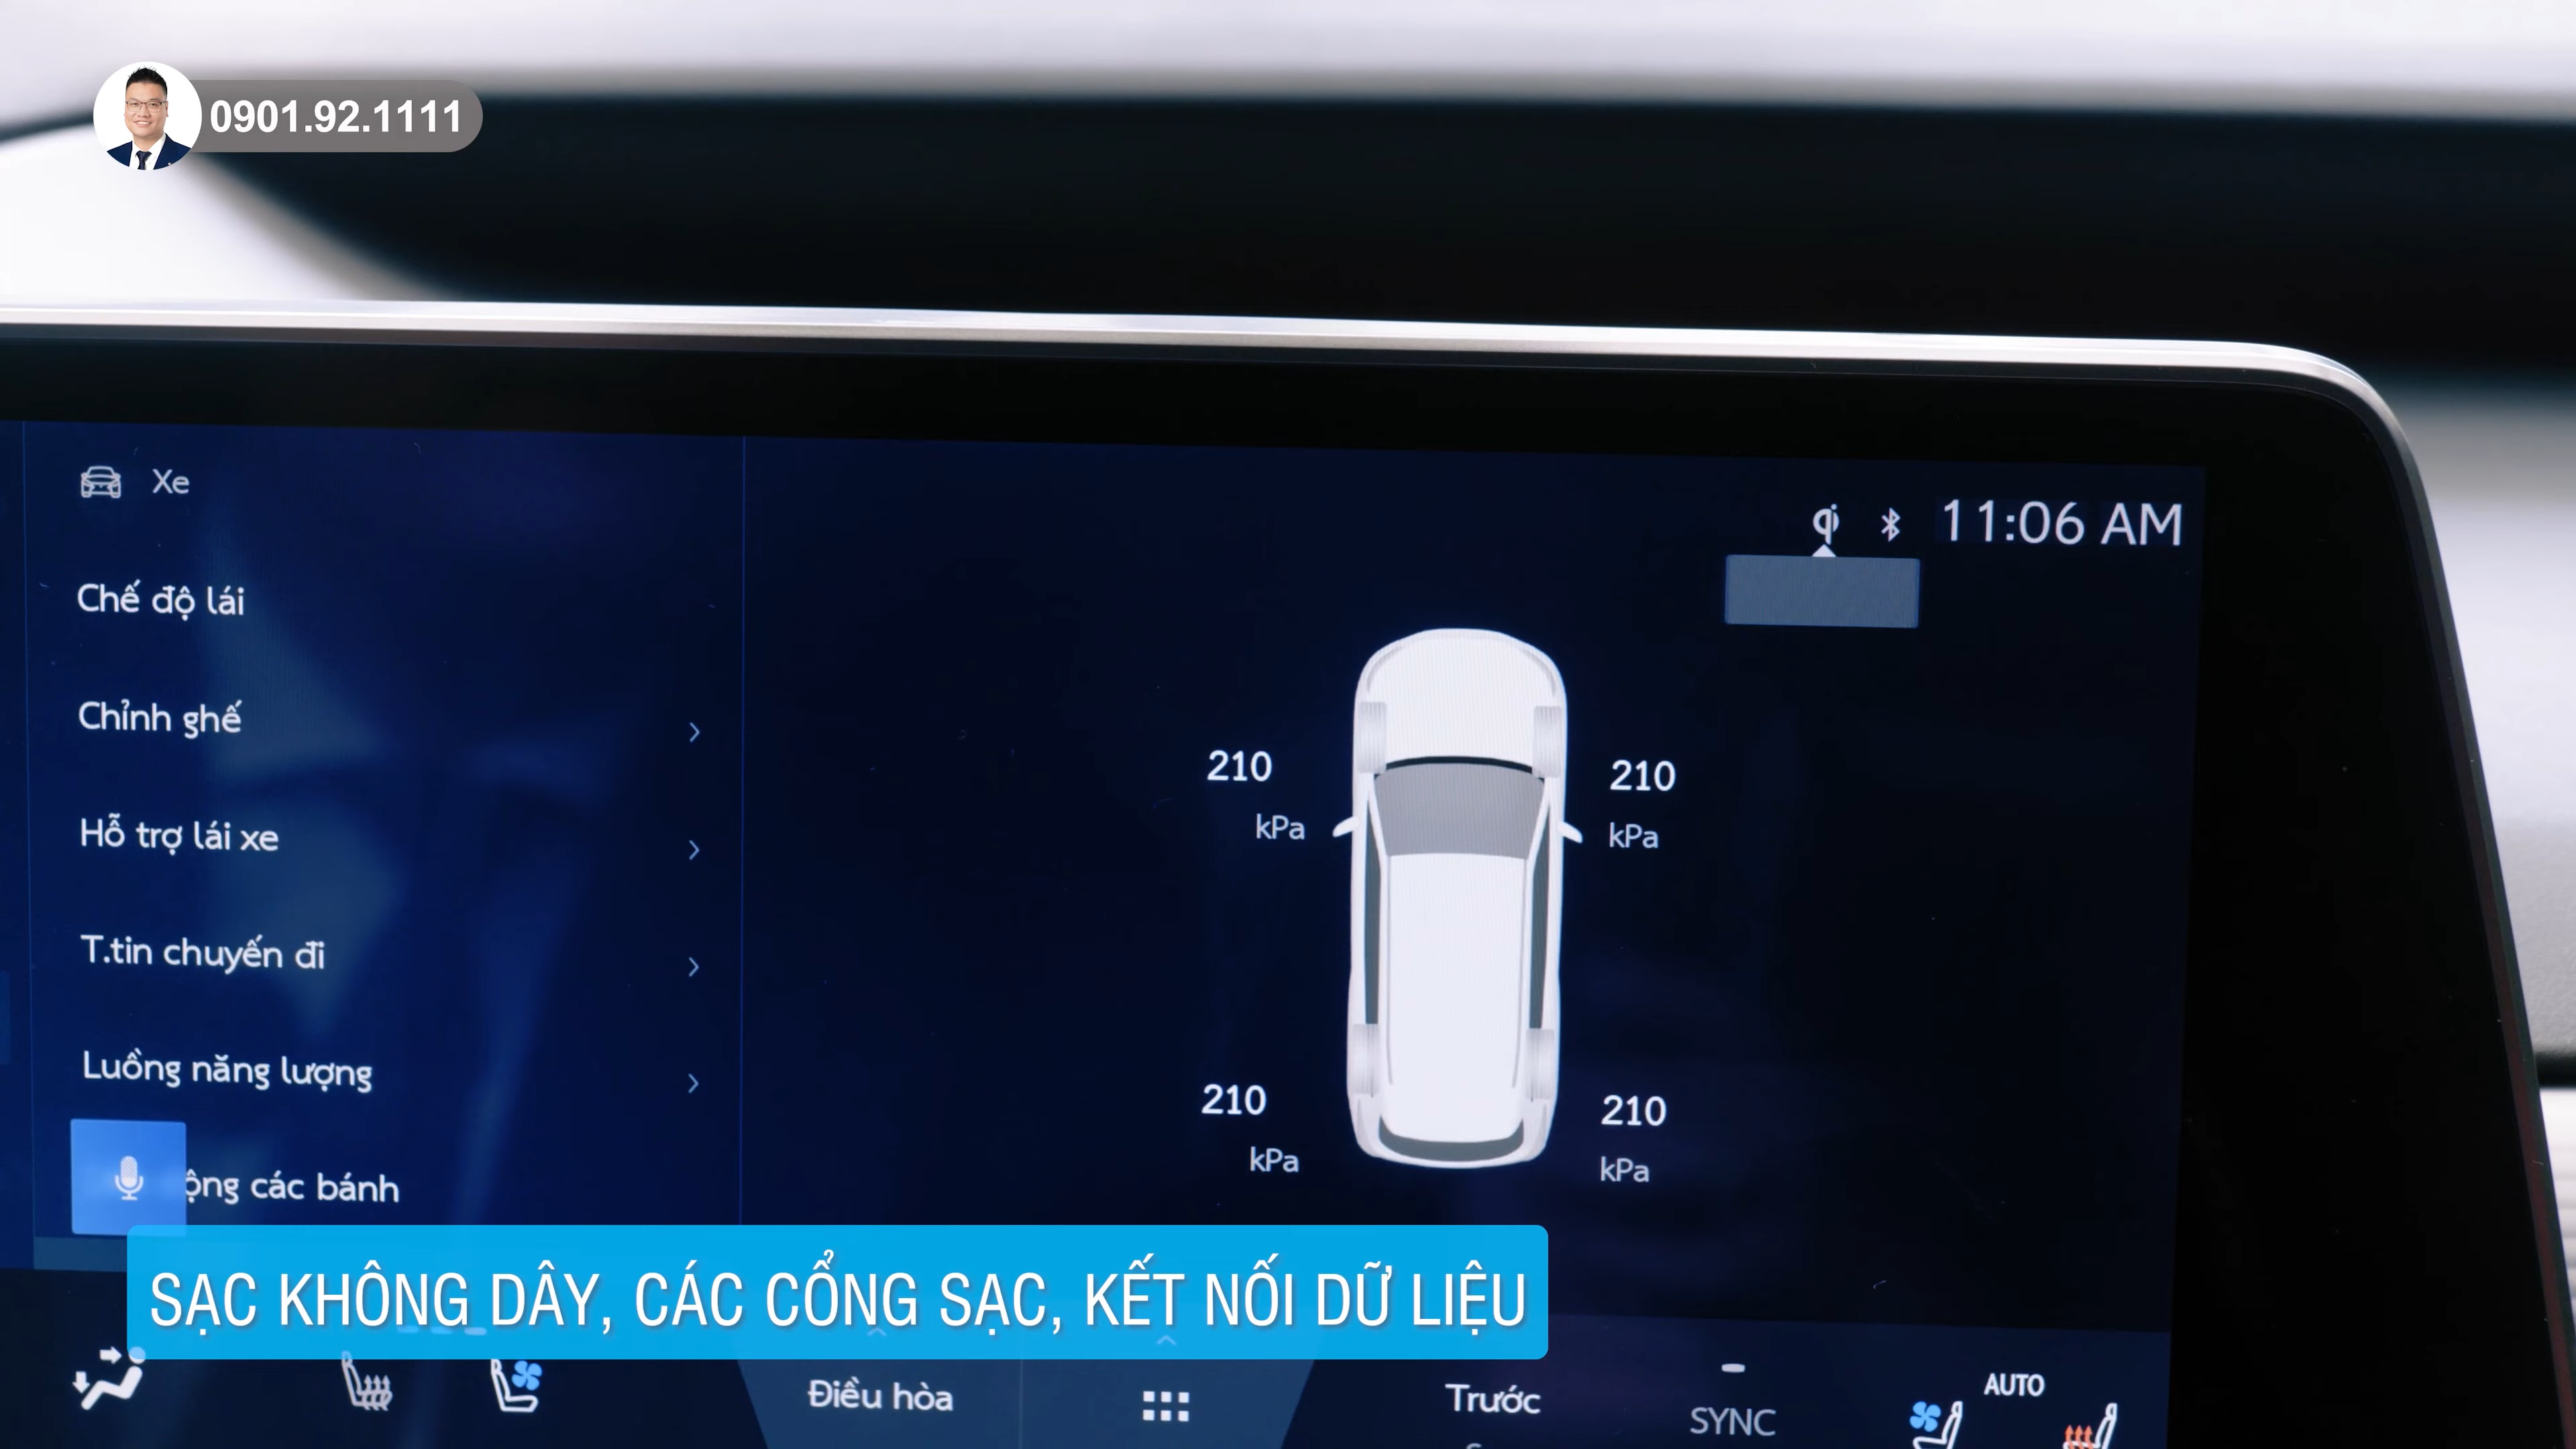 0901.92.1111
Xe
qi
11:06 AM
Chế độ lái
Chỉnh ghế
Hỗ trợ lái xe
T.tin chuyến đi
Luồng năng lượng
ộng các bánh
210
kPa
210
kPa
210
kPa
210
kPa
SẠC KHÔNG DÂY, CÁC CỔNG SẠC, KẾT NỐI DỮ LIỆU
Điều hòa
Trước
SYNC
AUTO